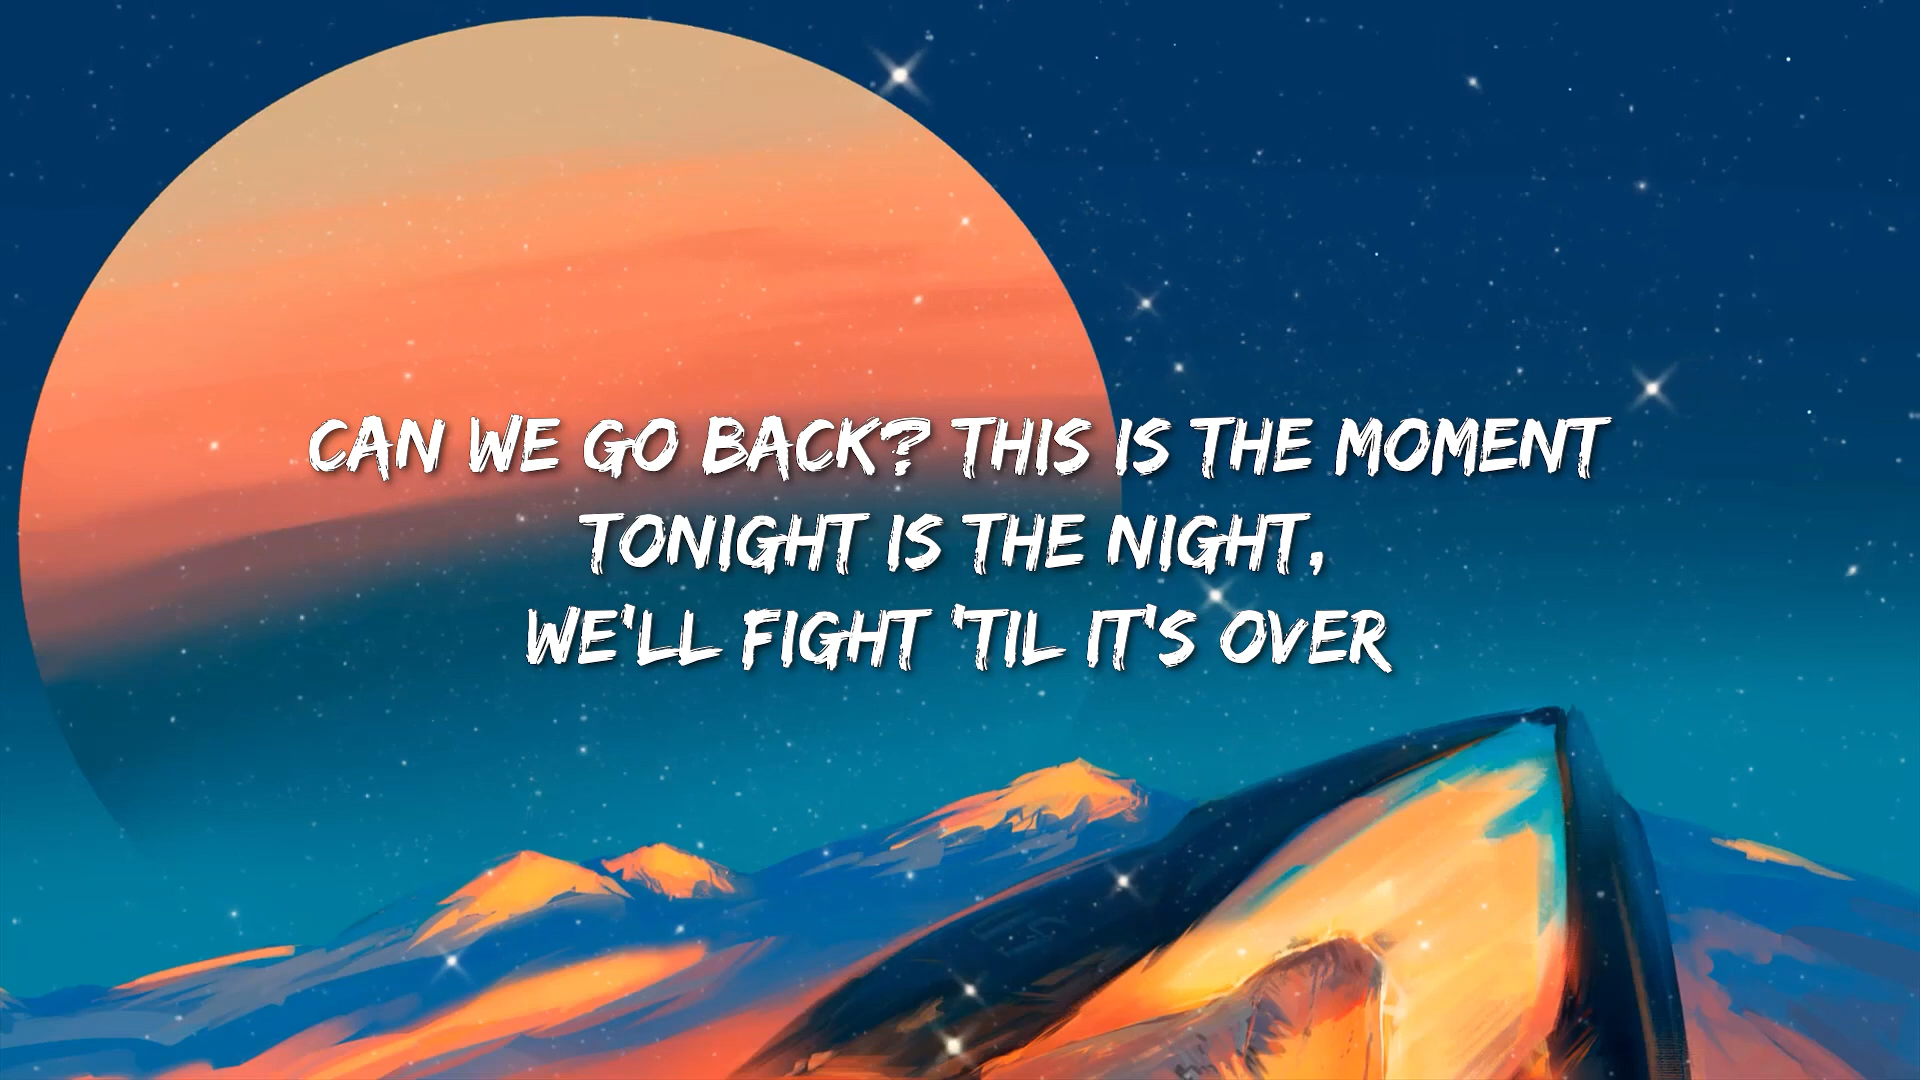 CAN WE GO BACK? THIS IS THE MOMENT
TONIGHT IS THE NIGHT,
WE'LL FIGHT 'TIL IT'S OVER